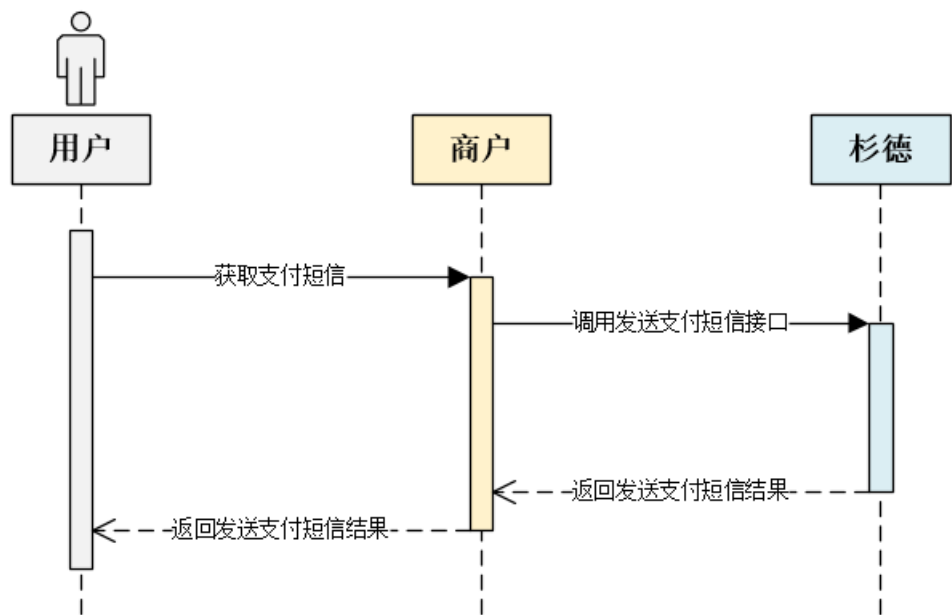 用户
商户
杉德
获取支付短信
调用发送支付短信接口
返回发送支付短信结果
返回发送支付短信结果